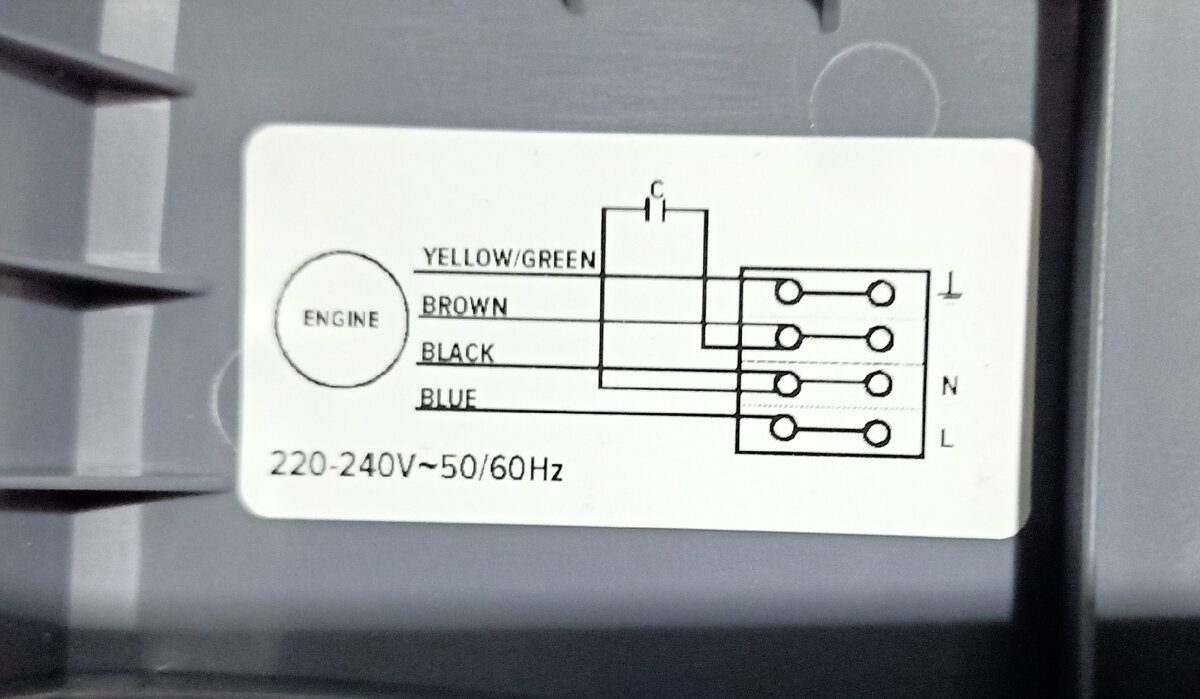 C
YELLOW/GREEN
BROWN
ENGINE
BLACK
N
BLUE
L
220-240V~50/60Hz